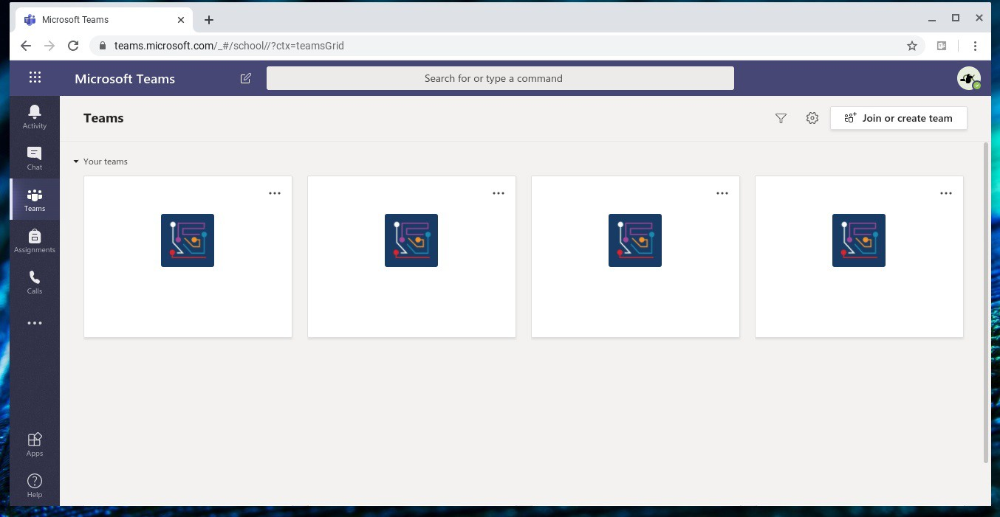 Microsoft Teams
teams.microsoft.com/_#/school//?ctx=teamsGrid
Microsoft Teams
Search for or type a command
Activity
Chat
Teams
Assignments
Calls
Apps
Help
Teams
Join or create team
Your teams